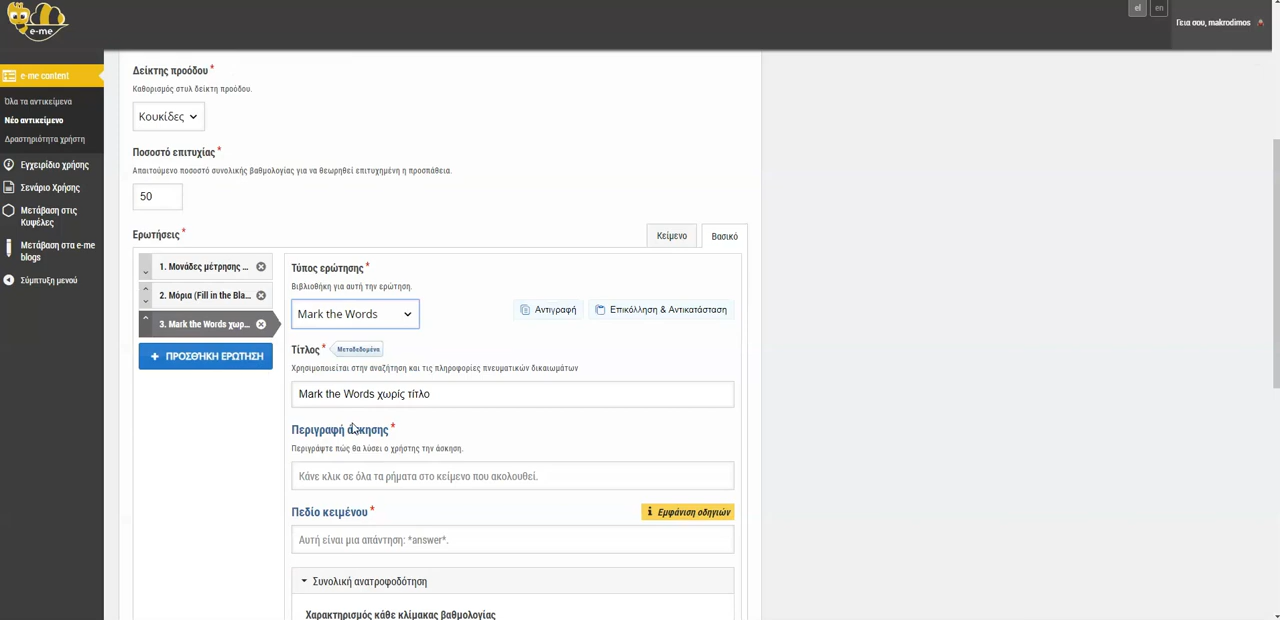 e-me
el en
Γεια σου, makrodimos
e-me content
Όλα τα αντικείμενα
Νέο αντικείμενο
Δραστηριότητα χρήστη
Εγχειρίδιο χρήσης
Σενάριο Χρήσης
Μετάβαση στις
Κυψέλες
Μετάβαση στα e-me
blogs
Σύμπτυξη μενού
Δείκτης προόδου *
Καθορισμός στυλ δείκτη προόδου.
Κουκίδες
Ποσοστό επιτυχίας *
Απαιτούμενο ποσοστό συνολικής βαθμολογίας για να θεωρηθεί επιτυχημένη η προσπάθεια.
50
Ερωτήσεις *
Κείμενο Βασικό
1. Μονάδες μέτρησης ...
2. Μόρια (Fill in the Bla...
3. Mark the Words χωρ...
+ ΠΡΟΣΘΉΚΗ ΕΡΏΤΗΣΗ
Τύπος ερώτησης *
Βιβλιοθήκη για αυτή την ερώτηση.
Mark the Words
Αντιγραφή Επικόλληση & Αντικατάσταση
Τίτλος * Μεταδεδομένα
Χρησιμοποιείται στην αναζήτηση και τις πληροφορίες πνευματικών δικαιωμάτων
Mark the Words χωρίς τίτλο
Περιγραφή άσκησης *
Περιγράψτε πώς θα λύσει ο χρήστης την άσκηση.
Κάνε κλικ σε όλα τα ρήματα στο κείμενο που ακολουθεί.
Πεδίο κειμένου *
Εμφάνιση οδηγιών
Αυτή είναι μια απάντηση: *answer*.
Συνολική ανατροφοδότηση
Χαρακτηρισμός κάθε κλίμακας βαθμολογίας